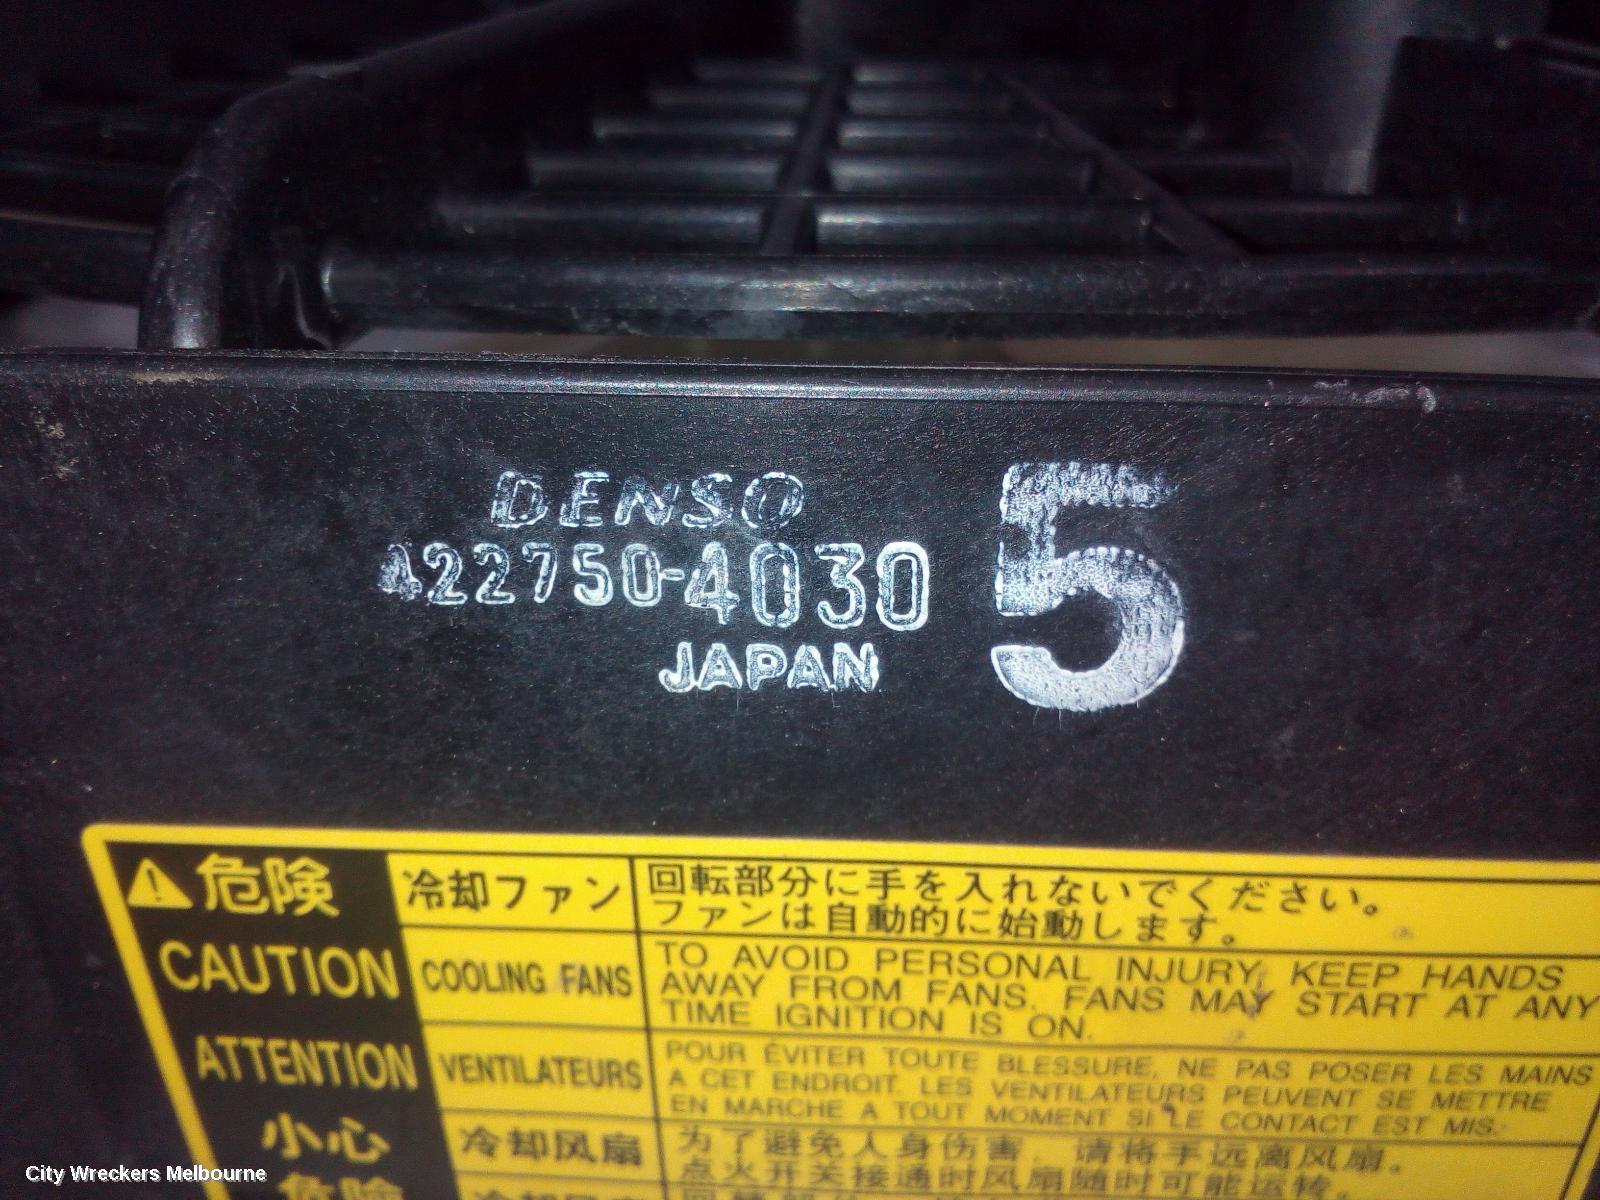 DENSO
422750-4030
JAPAN
5
危険
冷却ファン
回転部分に手を入れないでください。
ファンは自動的に始動します。
CAUTION
COOLING FANS
TO AVOID PERSONAL INJURY, KEEP HANDS
AWAY FROM FANS. FANS MAY START AT ANY
TIME IGNITION IS ON.
ATTENTION
VENTILATEURS
POUR ÉVITER TOUTE BLESSURE, NE PAS POSER LES MAINS
A CET ENDROIT. LES VENTILATEURS PEUVENT SE METTRE
EN MARCHE A TOUT MOMENT SI LE CONTACT EST MIS.
小心
冷却风扇
为了避免人身伤害，请将手远离风扇。
点火开关接通时风扇随时可能运转。
City Wreckers Melbourne